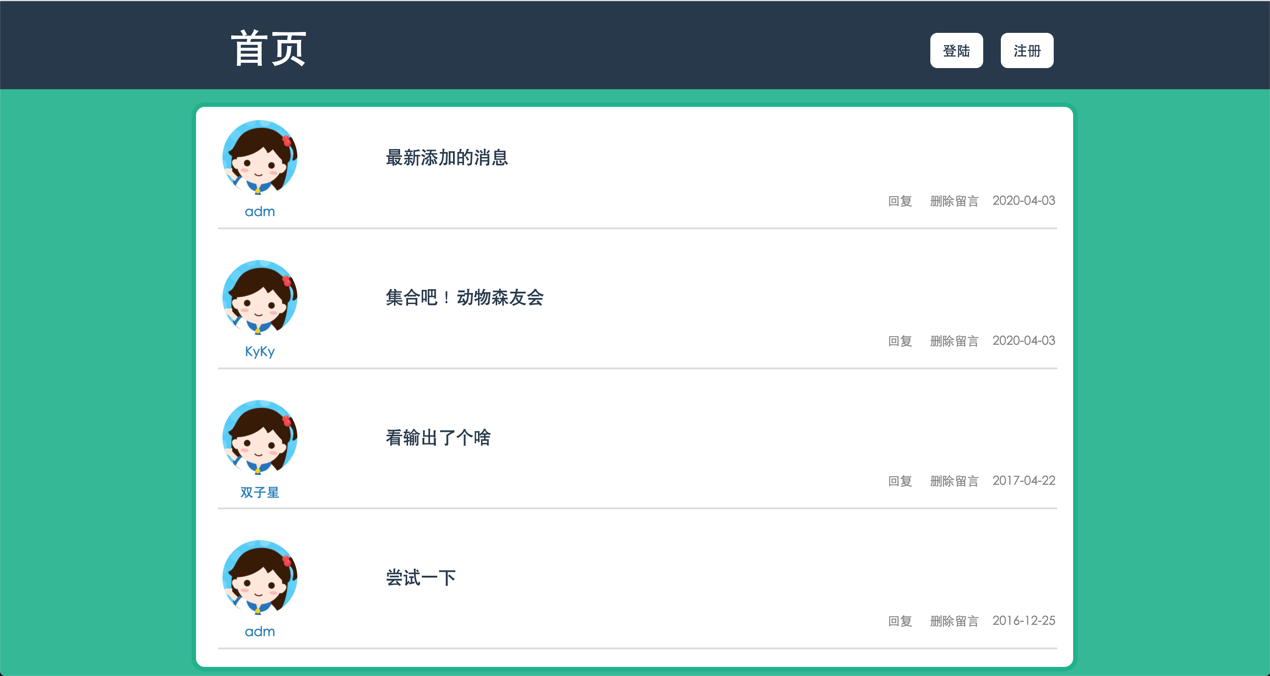 首页
登陆 注册
最新添加的消息
回复 删除留言 2020-04-03
adm
集合吧！动物森友会
回复 删除留言 2020-04-03
KyKy
看输出了个啥
回复 删除留言 2017-04-22
双子星
尝试一下
回复 删除留言 2016-12-25
adm